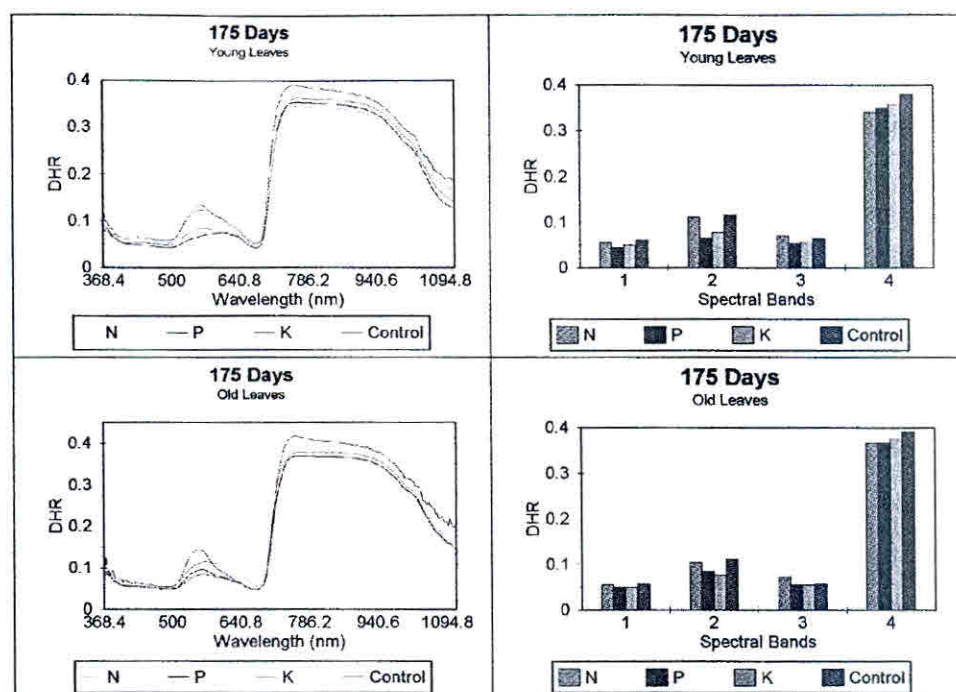 175 Days
Young Leaves
0.4
0.3
0.2
0.1
0
DHR
368.4 500 640.8 786.2 940.6 1094.8
Wavelength (nm)
N P K Control
175 Days
Young Leaves
0.4
0.3
0.2
0.1
0
DHR
1 2 3 4
Spectral Bands
N P K Control
175 Days
Old Leaves
0.4
0.3
0.2
0.1
0
DHR
368.4 500 640.8 786.2 940.6 1094.8
Wavelength (nm)
N P K Control
175 Days
Old Leaves
0.4
0.3
0.2
0.1
0
DHR
1 2 3 4
Spectral Bands
N P K Control